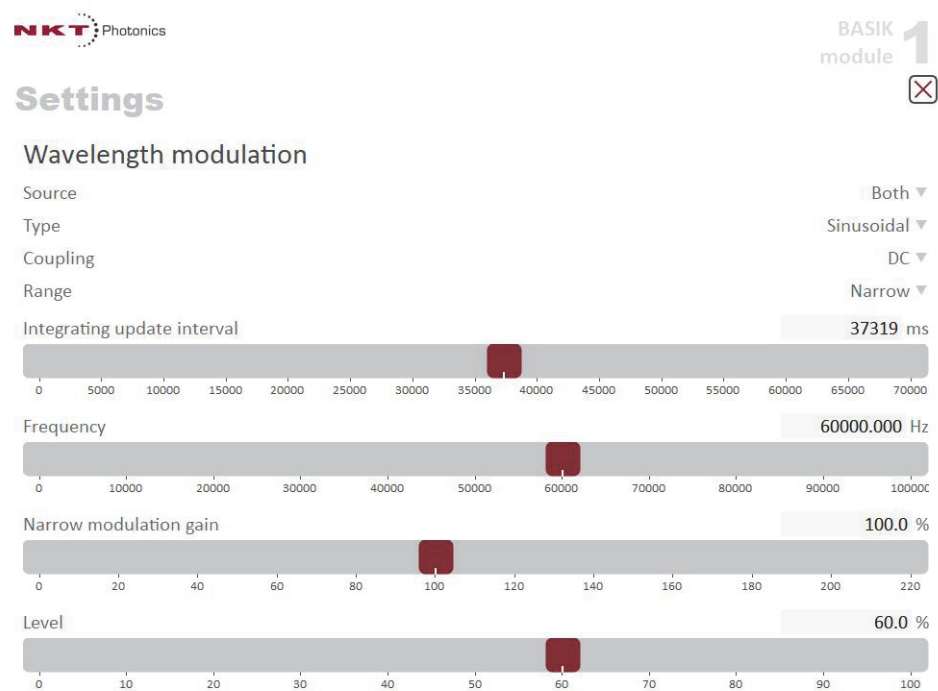 NKT Photonics
BASIK
module 1
Settings
Wavelength modulation
Source Both
Type Sinusoidal
Coupling DC
Range Narrow
Integrating update interval 37319 ms
0 5000 10000 15000 20000 25000 30000 35000 40000 45000 50000 55000 60000 65000 70000
Frequency 60000.000 Hz
0 10000 20000 30000 40000 50000 60000 70000 80000 90000 100000
Narrow modulation gain 100.0 %
0 20 40 60 80 100 120 140 160 180 200 220
Level 60.0 %
0 10 20 30 40 50 60 70 80 90 100